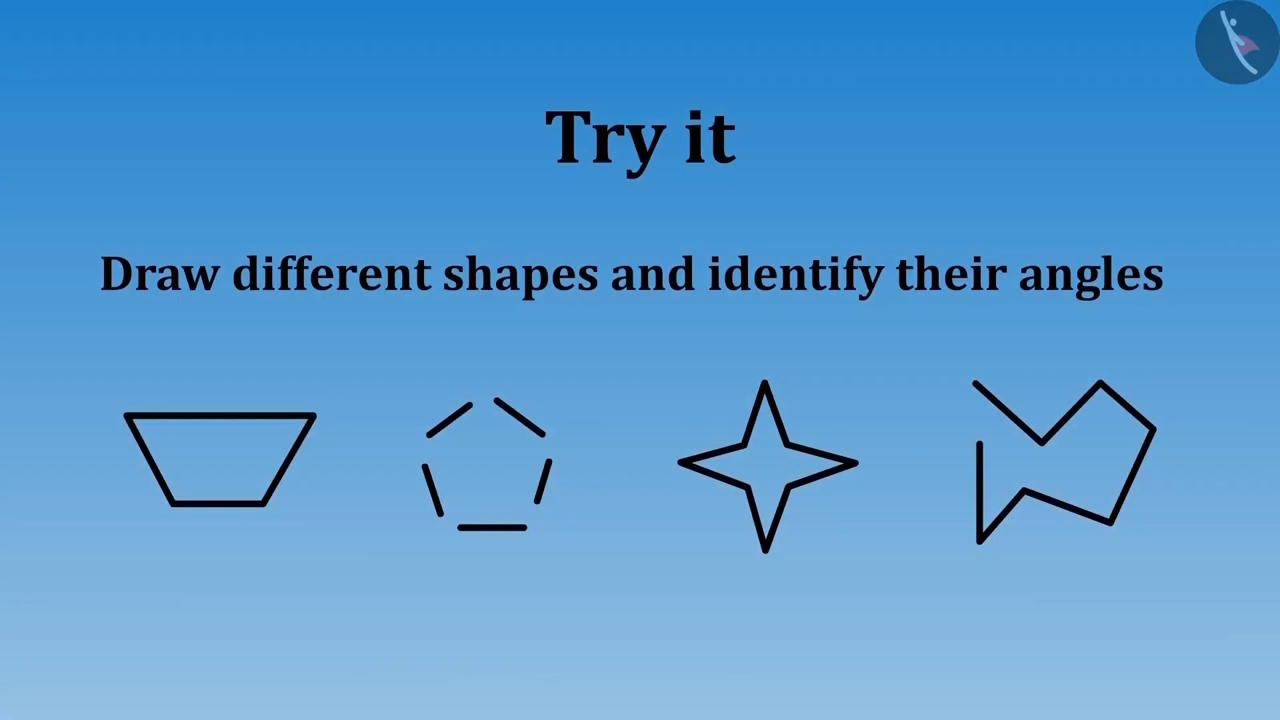 Try it
Draw different shapes and identify their angles